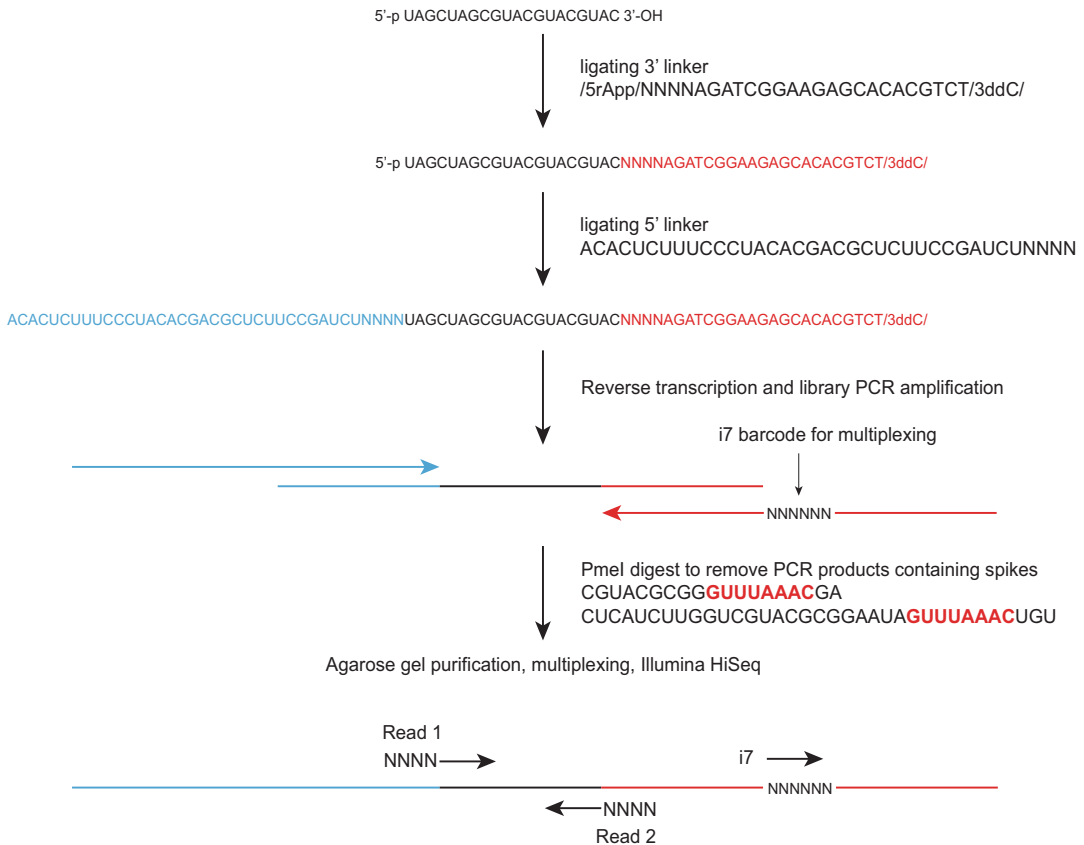 5'-p UAGCUAGCGUACGUACGUAC 3'-OH
ligating 3' linker
/5rApp/NNNNAGATCGGAAGAGCACACGTCT/3ddC/
5'-p UAGCUAGCGUACGUACGUACNNNNAGATCGGAAGAGCACACGTCT/3ddC/
ligating 5' linker
ACACUCUUUCCCUACACGACGCUCUUCCGAUCUNNNN
ACACUCUUUCCCUACACGACGCUCUUCCGAUCUNNNNUAGCUAGCGUACGUACGUACNNNNAGATCGGAAGAGCACACGTCT/3ddC/
Reverse transcription and library PCR amplification
i7 barcode for multiplexing
NNNNNN
PmeI digest to remove PCR products containing spikes
CGUACGCGGGUUUAAACGA
CUCAUCUUGGUCGUACGCGGAAUAGUUUAAACUGU
Agarose gel purification, multiplexing, Illumina HiSeq
Read 1
NNNN
i7
NNNNNN
NNNN
Read 2